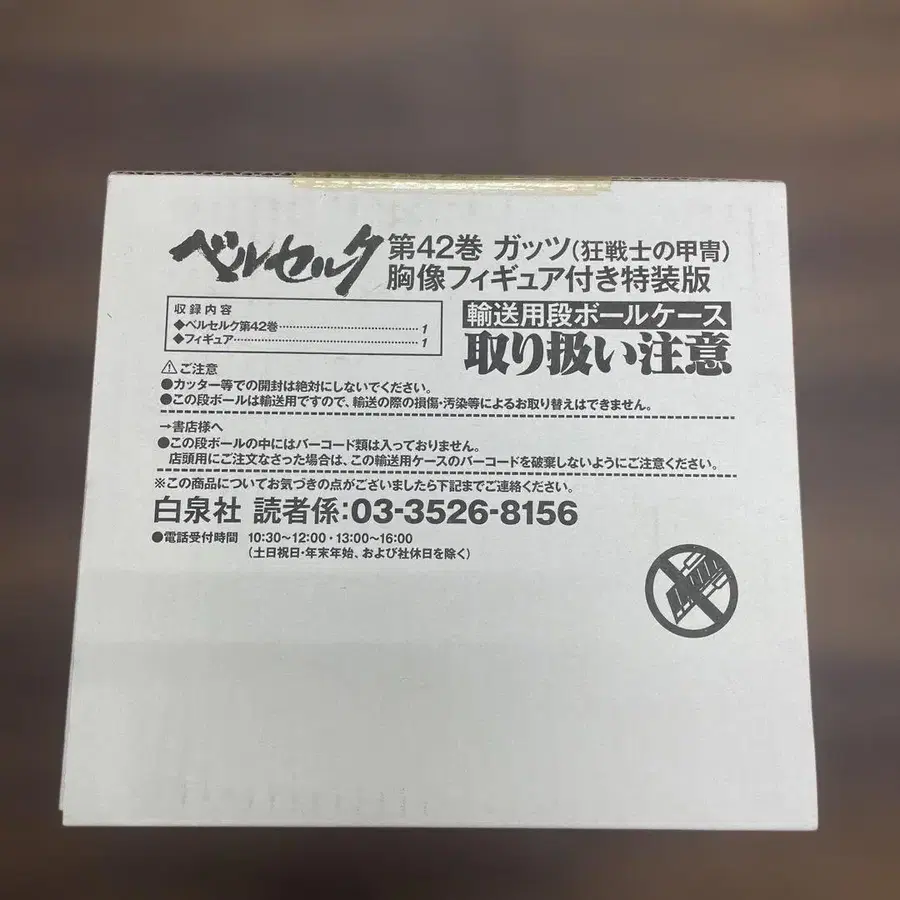 ベルセルク 第42巻 ガッツ(狂戦士の甲冑)
胸像フィギュア付き特装版
収録内容
◆ベルセルク第42巻……………………1
◆フィギュア……………………………1
輸送用段ボールケース
取り扱い注意
⚠ご注意
●カッター等での開封は絶対にしないでください。
●この段ボールは輸送用ですので、輸送の際の損傷・汚染等によるお取り替えはできません。
→書店様へ
●この段ボールの中にはバーコード類は入っておりません。
店頭用にご注文なさった場合は、この輸送用ケースのバーコードを破棄しないようにご注意ください。
※この商品についてお気づきの点がございましたら下記までご連絡ください。
白泉社 読者係:03-3526-8156
●電話受付時間 10:30〜12:00・13:00〜16:00
(土日祝日・年末年始、および社休日を除く)